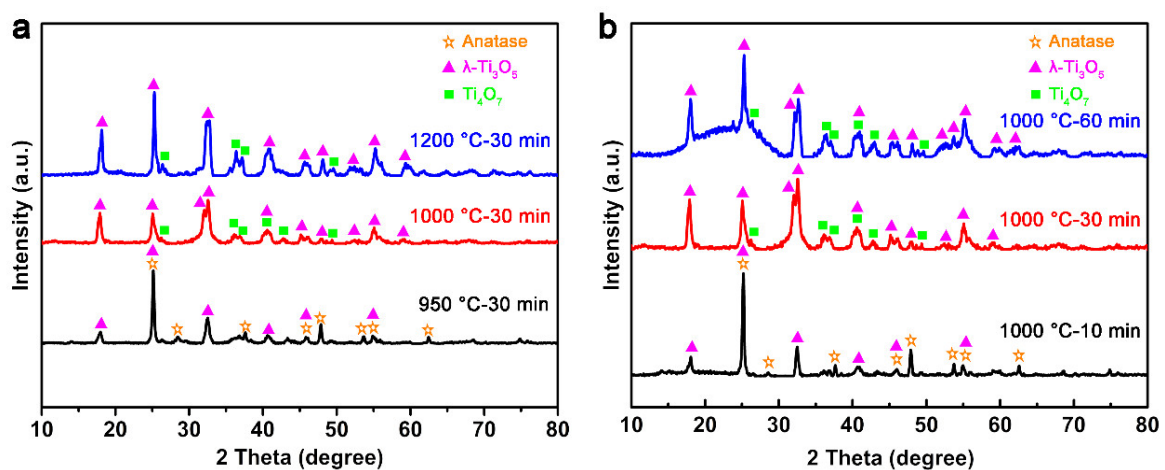 a
Anatase
λ-Ti₃O₅
Ti₄O₇
1200 °C-30 min
1000 °C-30 min
950 °C-30 min
Intensity (a.u.)
10 20 30 40 50 60 70 80
2 Theta (degree)
b
Anatase
λ-Ti₃O₅
Ti₄O₇
1000 °C-60 min
1000 °C-30 min
1000 °C-10 min
Intensity (a.u.)
10 20 30 40 50 60 70 80
2 Theta (degree)